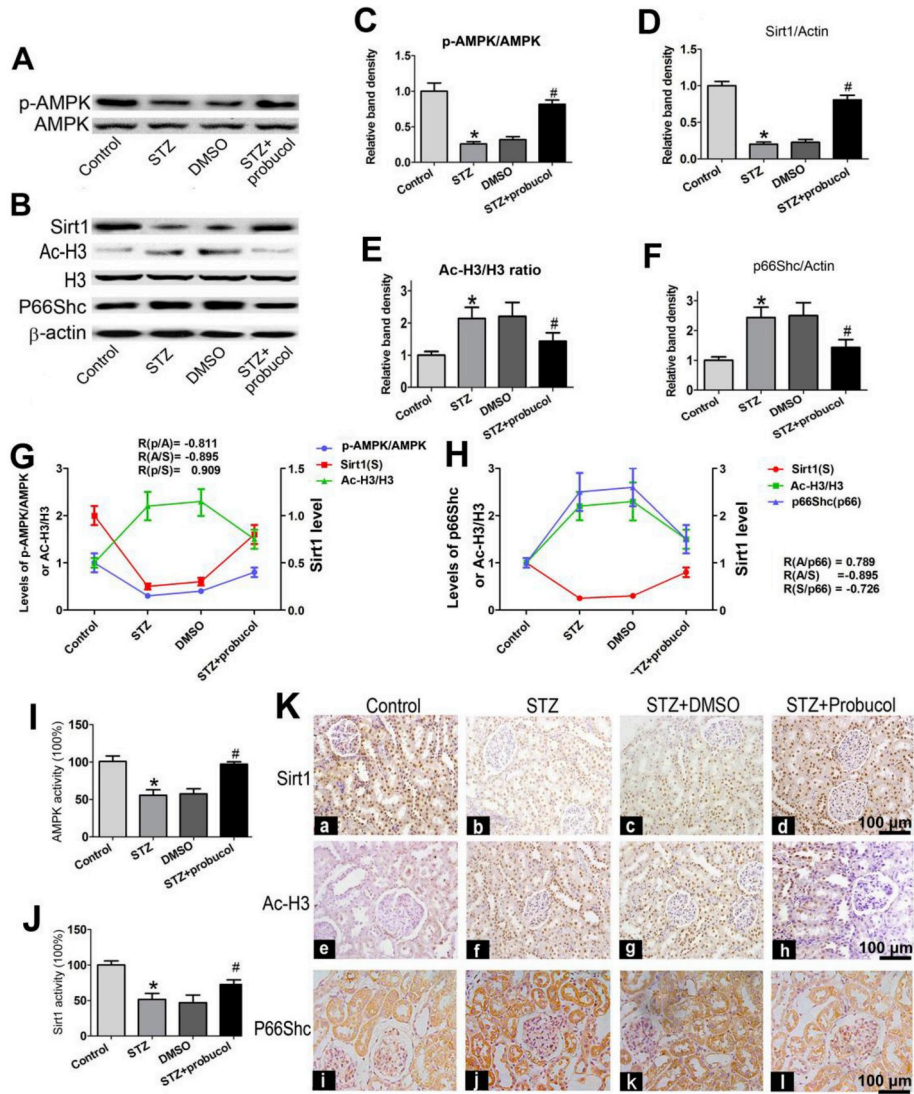 A
p-AMPK
AMPK
Control
STZ
DMSO
STZ+
probucol
B
Sirt1
Ac-H3
H3
P66Shc
β-actin
Control
STZ
DMSO
STZ+
probucol
C
p-AMPK/AMPK
Relative band density
1.5
1.0
0.5
0.0
*
#
Control
STZ
DMSO
STZ+probucol
D
Sirt1/Actin
Relative band density
1.5
1.0
0.5
0.0
*
#
Control
STZ
DMSO
STZ+probucol
E
Ac-H3/H3 ratio
Relative band density
3
2
1
0
*
#
Control
STZ
DMSO
STZ+probucol
F
p66Shc/Actin
Relative band density
3
2
1
0
*
#
Control
STZ
DMSO
STZ+probucol
G
R(p/A)= -0.811
R(A/S)= -0.895
R(p/S)= 0.909
p-AMPK/AMPK
Sirt1(S)
Ac-H3/H3
Levels of p-AMPK/AMPK
or Ac-H3/H3
3
2
1
0
1.5
1.0
0.5
0.0
Sirt1 level
Control
STZ
DMSO
STZ+probucol
H
Sirt1(S)
Ac-H3/H3
p66Shc(p66)
Levels of p66Shc
or Ac-H3/H3
3
2
1
0
3
2
1
0
Sirt1 level
R(A/p66) = 0.789
R(A/S) =-0.895
R(S/p66) =-0.726
Control
STZ
DMSO
STZ+probucol
I
AMPK activity (100%)
150
100
50
0
*
#
Control
STZ
DMSO
STZ+probucol
J
Sirt1 activity (100%)
150
100
50
0
*
#
Control
STZ
DMSO
STZ+probucol
K
Control
STZ
STZ+DMSO
STZ+Probucol
Sirt1
a
b
c
d
100 µm
Ac-H3
e
f
g
h
100 µm
P66Shc
i
j
k
l
100 µm